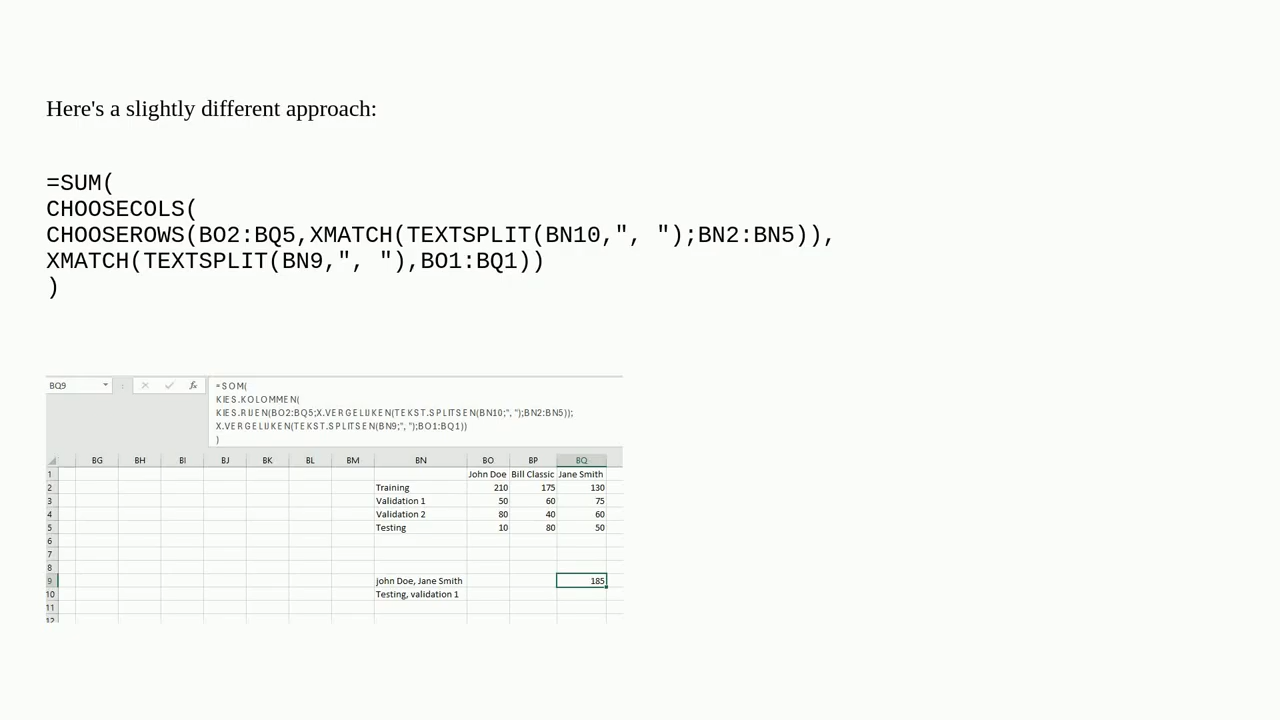 Here's a slightly different approach:
=SUM(
CHOOSECOLS(
CHOOSEROWS(BO2:BQ5,XMATCH(TEXTSPLIT(BN10,", ");BN2:BN5)),
XMATCH(TEXTSPLIT(BN9,", "),BO1:BQ1))
)
BQ9 fx =SOM(
KIES.KOLOMMEN(
KIES.RIJEN(BO2:BQ5;X.VERGELIJKEN(TEKST.SPLITSEN(BN10;", ");BN2:BN5));
X.VERGELIJKEN(TEKST.SPLITSEN(BN9;", ");BO1:BQ1))
)
BG BH BI BJ BK BL BM BN BO BP BQ
1 John Doe Bill Classic Jane Smith
2 Training 210 175 130
3 Validation 1 50 60 75
4 Validation 2 80 40 60
5 Testing 10 80 50
6
7
8
9 john Doe, Jane Smith 185
10 Testing, validation 1
11
12